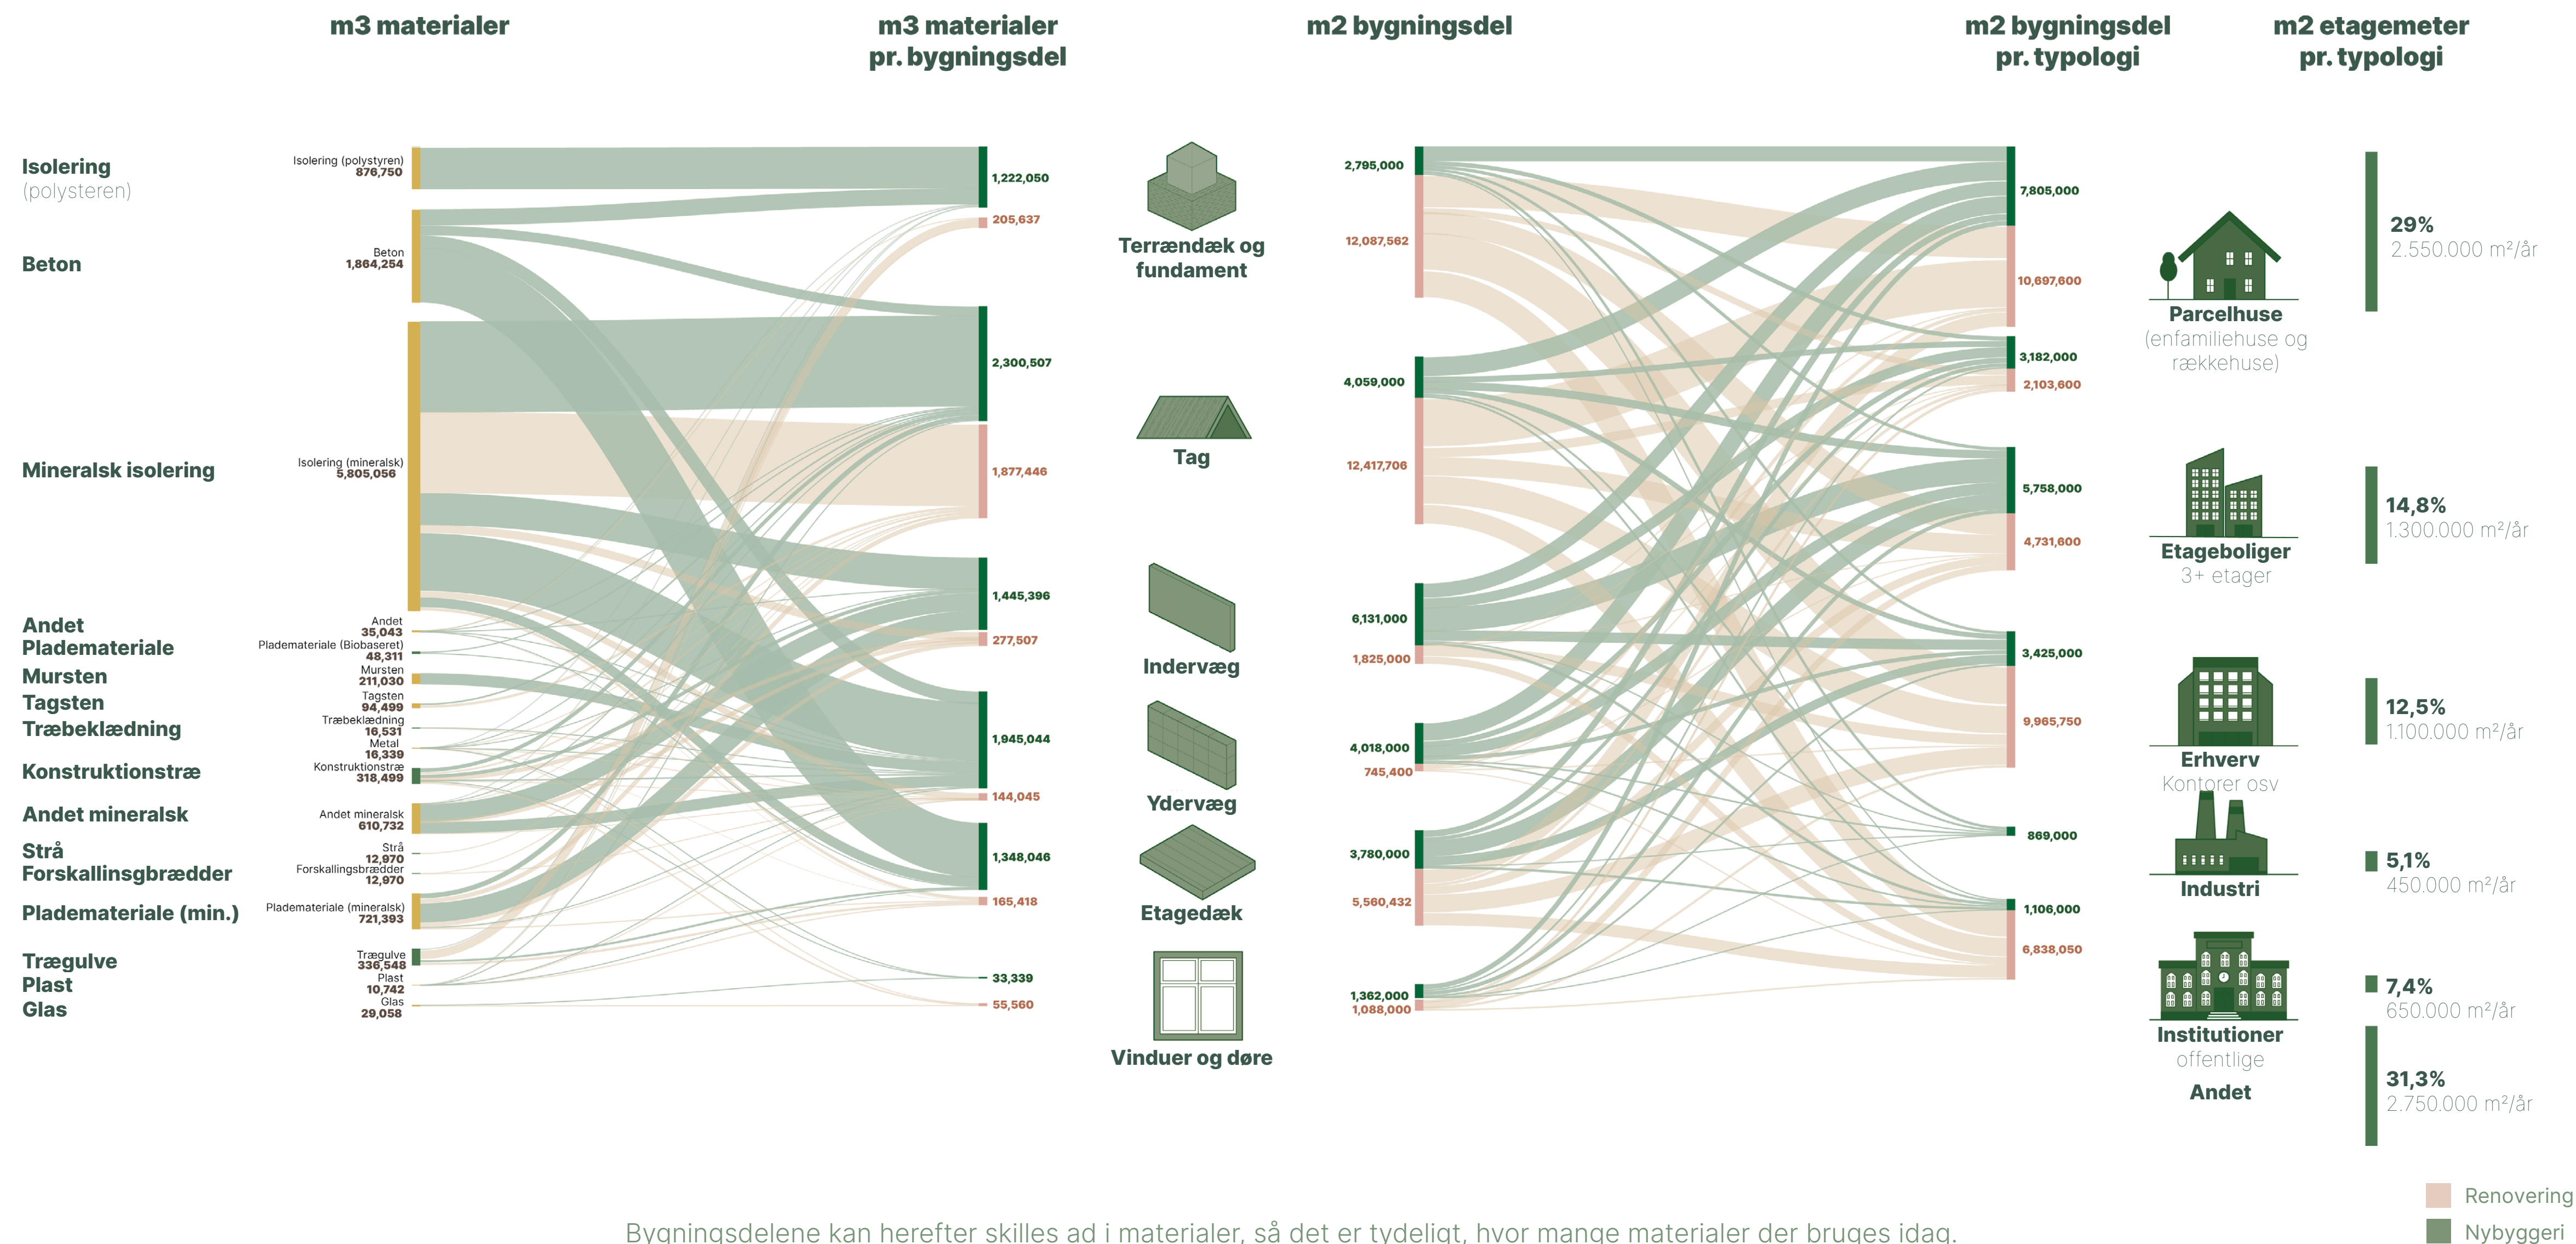 m3 materialer
m3 materialer
pr. bygningsdel
m2 bygningsdel
m2 bygningsdel
pr. typologi
m2 etagemeter
pr. typologi
Isolering
(polysteren)
Beton
Mineralsk isolering
Andet
Plademateriale
Mursten
Tagsten
Træbeklædning
Konstruktionstræ
Andet mineralsk
Strå
Forskallinsgbrædder
Plademateriale (min.)
Trægulve
Plast
Glas
Isolering (polystyren)
876,750
Beton
1,864,254
Isolering (mineralsk)
5,805,056
Andet
35,043
Plademateriale (Biobaseret)
48,311
Mursten
211,030
Tagsten
94,499
Træbeklædning
16,531
Metal
16,339
Konstruktionstræ
318,499
Andet mineralsk
610,732
Strå
12,970
Forskallingsbrædder
12,970
Plademateriale (mineralsk)
721,393
Trægulve
336,548
Plast
10,742
Glas
29,058
1,222,050
205,637
2,300,507
1,877,446
1,445,396
277,507
1,945,044
144,045
1,348,046
165,418
33,339
55,560
Terrændæk og
fundament
Tag
Indervæg
Ydervæg
Etagedæk
Vinduer og døre
2,795,000
12,087,562
4,059,000
12,417,706
6,131,000
1,825,000
4,018,000
745,400
3,780,000
5,560,432
1,362,000
1,088,000
7,805,000
10,697,600
3,182,000
2,103,600
5,758,000
4,731,600
3,425,000
9,965,750
869,000
1,106,000
6,838,050
Parcelhuse
(enfamiliehuse og
rækkehuse)
Etageboliger
3+ etager
Erhverv
Kontorer osv
Industri
Institutioner
offentlige
Andet
29%
2.550.000 m²/år
14,8%
1.300.000 m²/år
12,5%
1.100.000 m²/år
5,1%
450.000 m²/år
7,4%
650.000 m²/år
31,3%
2.750.000 m²/år
Renovering
Nybyggeri
Bygningsdelene kan herefter skilles ad i materialer, så det er tydeligt, hvor mange materialer der bruges idag.